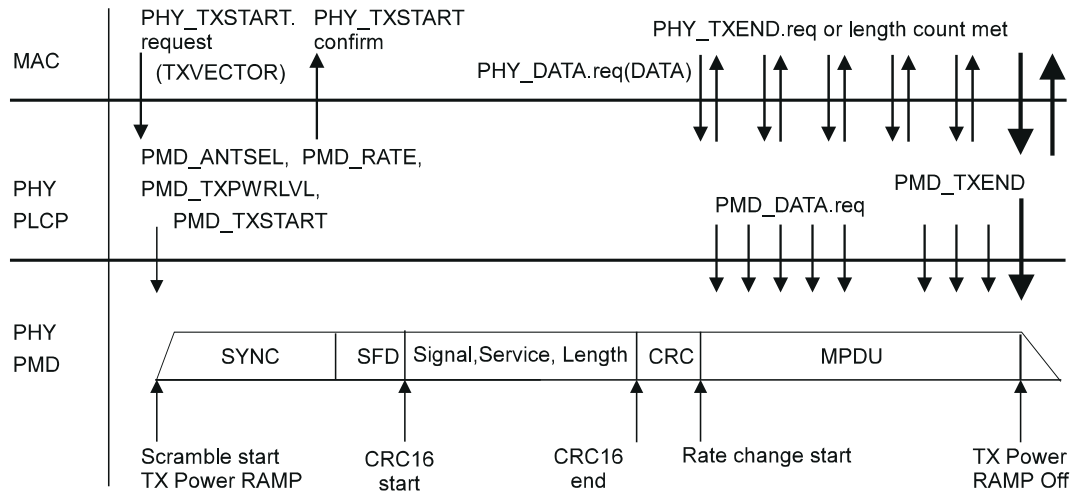 PHY_TXSTART.
request
(TXVECTOR)
PHY_TXSTART
confirm
PHY_TXEND.req or length count met
MAC
PHY_DATA.req(DATA)
PMD_ANTSEL, PMD_RATE,
PMD_TXPWRLVL,
PMD_TXSTART
PHY
PLCP
PMD_TXEND
PMD_DATA.req
PHY
PMD
SYNC
SFD
Signal,Service, Length
CRC
MPDU
Scramble start
TX Power RAMP
CRC16
start
CRC16
end
Rate change start
TX Power
RAMP Off